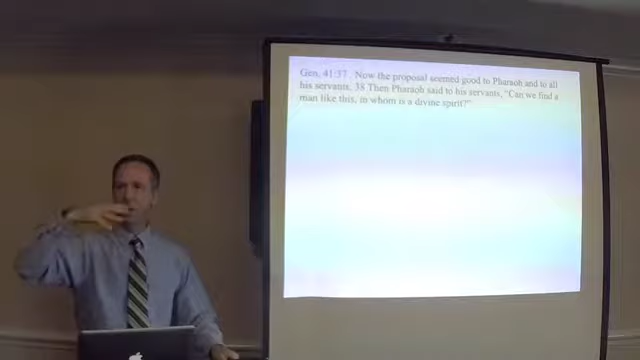 Gen. 41:37 Now the proposal seemed good to Pharaoh and to all
his servants. 38 Then Pharaoh said to his servants, "Can we find a
man like this, in whom is a divine spirit?"